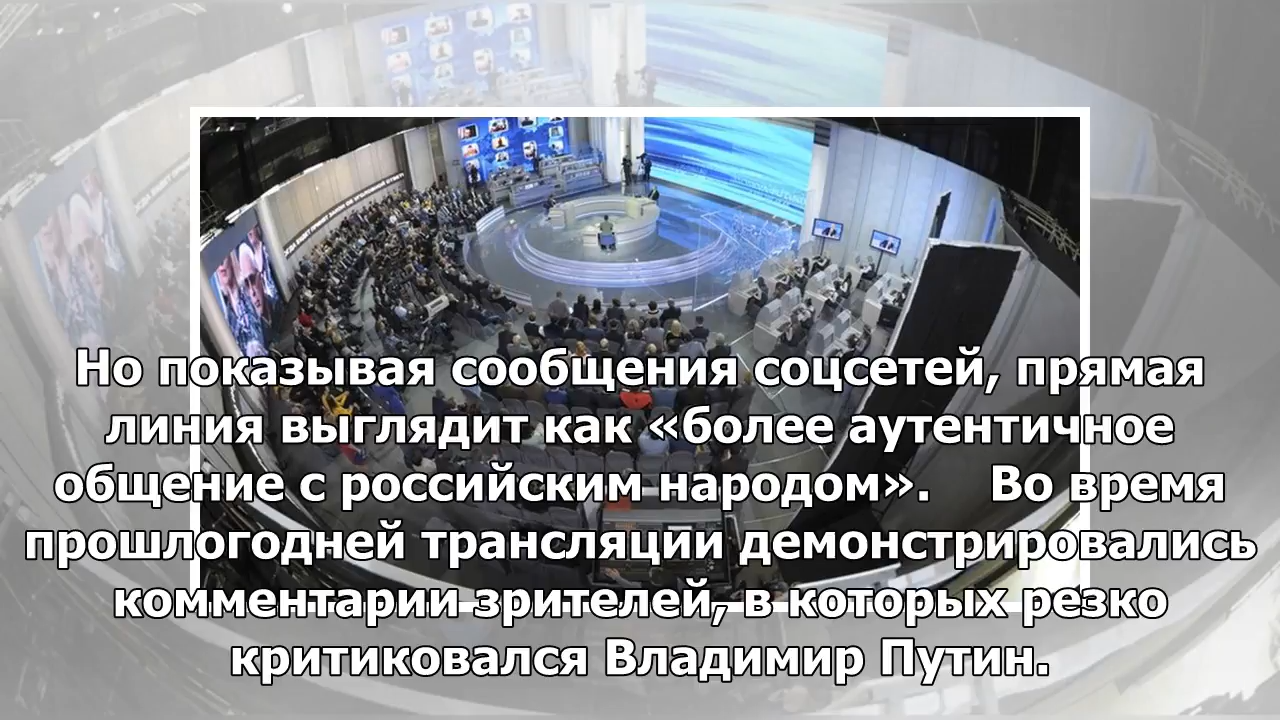 Но показывая сообщения соцсетей, прямая
линия выглядит как «более аутентичное
общение с российским народом». Во время
прошлогодней трансляции демонстрировались
комментарии зрителей, в которых резко
критиковался Владимир Путин.